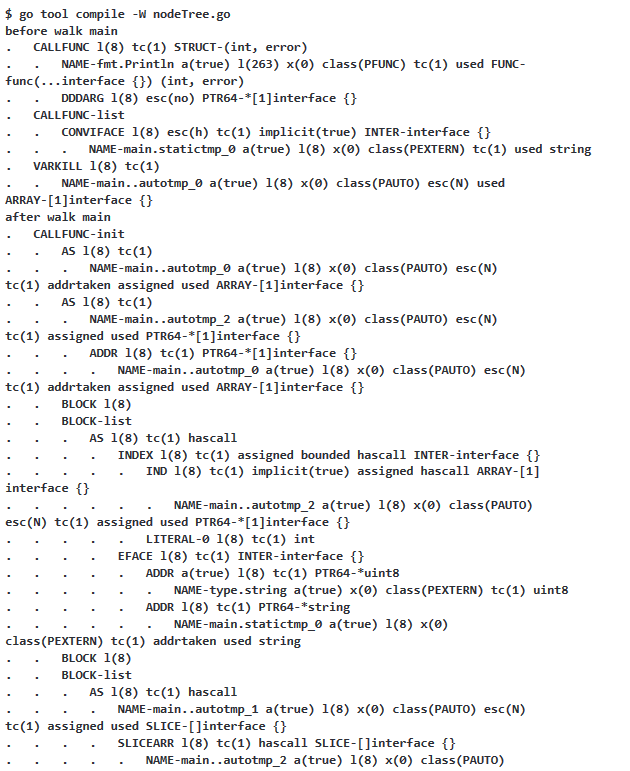 $ go tool compile -W nodeTree.go
before walk main
.   CALLFUNC l(8) tc(1) STRUCT-(int, error)
.   .   NAME-fmt.Println a(true) l(263) x(0) class(PFUNC) tc(1) used FUNC-
func(...interface {}) (int, error)
.   .   DDDARG l(8) esc(no) PTR64-*[1]interface {}
.   CALLFUNC-list
.   .   CONVIFACE l(8) esc(h) tc(1) implicit(true) INTER-interface {}
.   .   .   NAME-main.statictmp_0 a(true) l(8) x(0) class(PEXTERN) tc(1) used string
.   VARKILL l(8) tc(1)
.   .   NAME-main..autotmp_0 a(true) l(8) x(0) class(PAUTO) esc(N) used
ARRAY-[1]interface {}
after walk main
.   CALLFUNC-init
.   .   AS l(8) tc(1)
.   .   .   NAME-main..autotmp_0 a(true) l(8) x(0) class(PAUTO) esc(N)
tc(1) addrtaken assigned used ARRAY-[1]interface {}
.   .   AS l(8) tc(1)
.   .   .   NAME-main..autotmp_2 a(true) l(8) x(0) class(PAUTO) esc(N)
tc(1) assigned used PTR64-*[1]interface {}
.   .   .   ADDR l(8) tc(1) PTR64-*[1]interface {}
.   .   .   .   NAME-main..autotmp_0 a(true) l(8) x(0) class(PAUTO) esc(N)
tc(1) addrtaken assigned used ARRAY-[1]interface {}
.   .   BLOCK l(8)
.   .   BLOCK-list
.   .   .   AS l(8) tc(1) hascall
.   .   .   .   INDEX l(8) tc(1) assigned bounded hascall INTER-interface {}
.   .   .   .   .   IND l(8) tc(1) implicit(true) assigned hascall ARRAY-[1]
interface {}
.   .   .   .   .   .   NAME-main..autotmp_2 a(true) l(8) x(0) class(PAUTO)
esc(N) tc(1) assigned used PTR64-*[1]interface {}
.   .   .   .   .   LITERAL-0 l(8) tc(1) int
.   .   .   .   EFACE l(8) tc(1) INTER-interface {}
.   .   .   .   .   ADDR a(true) l(8) tc(1) PTR64-*uint8
.   .   .   .   .   .   NAME-type.string a(true) x(0) class(PEXTERN) tc(1) uint8
.   .   .   .   .   ADDR l(8) tc(1) PTR64-*string
.   .   .   .   .   .   NAME-main.statictmp_0 a(true) l(8) x(0)
class(PEXTERN) tc(1) addrtaken used string
.   .   BLOCK l(8)
.   .   BLOCK-list
.   .   .   AS l(8) tc(1) hascall
.   .   .   .   NAME-main..autotmp_1 a(true) l(8) x(0) class(PAUTO) esc(N)
tc(1) assigned used SLICE-[]interface {}
.   .   .   .   SLICEARR l(8) tc(1) hascall SLICE-[]interface {}
.   .   .   .   .   NAME-main..autotmp_2 a(true) l(8) x(0) class(PAUTO)